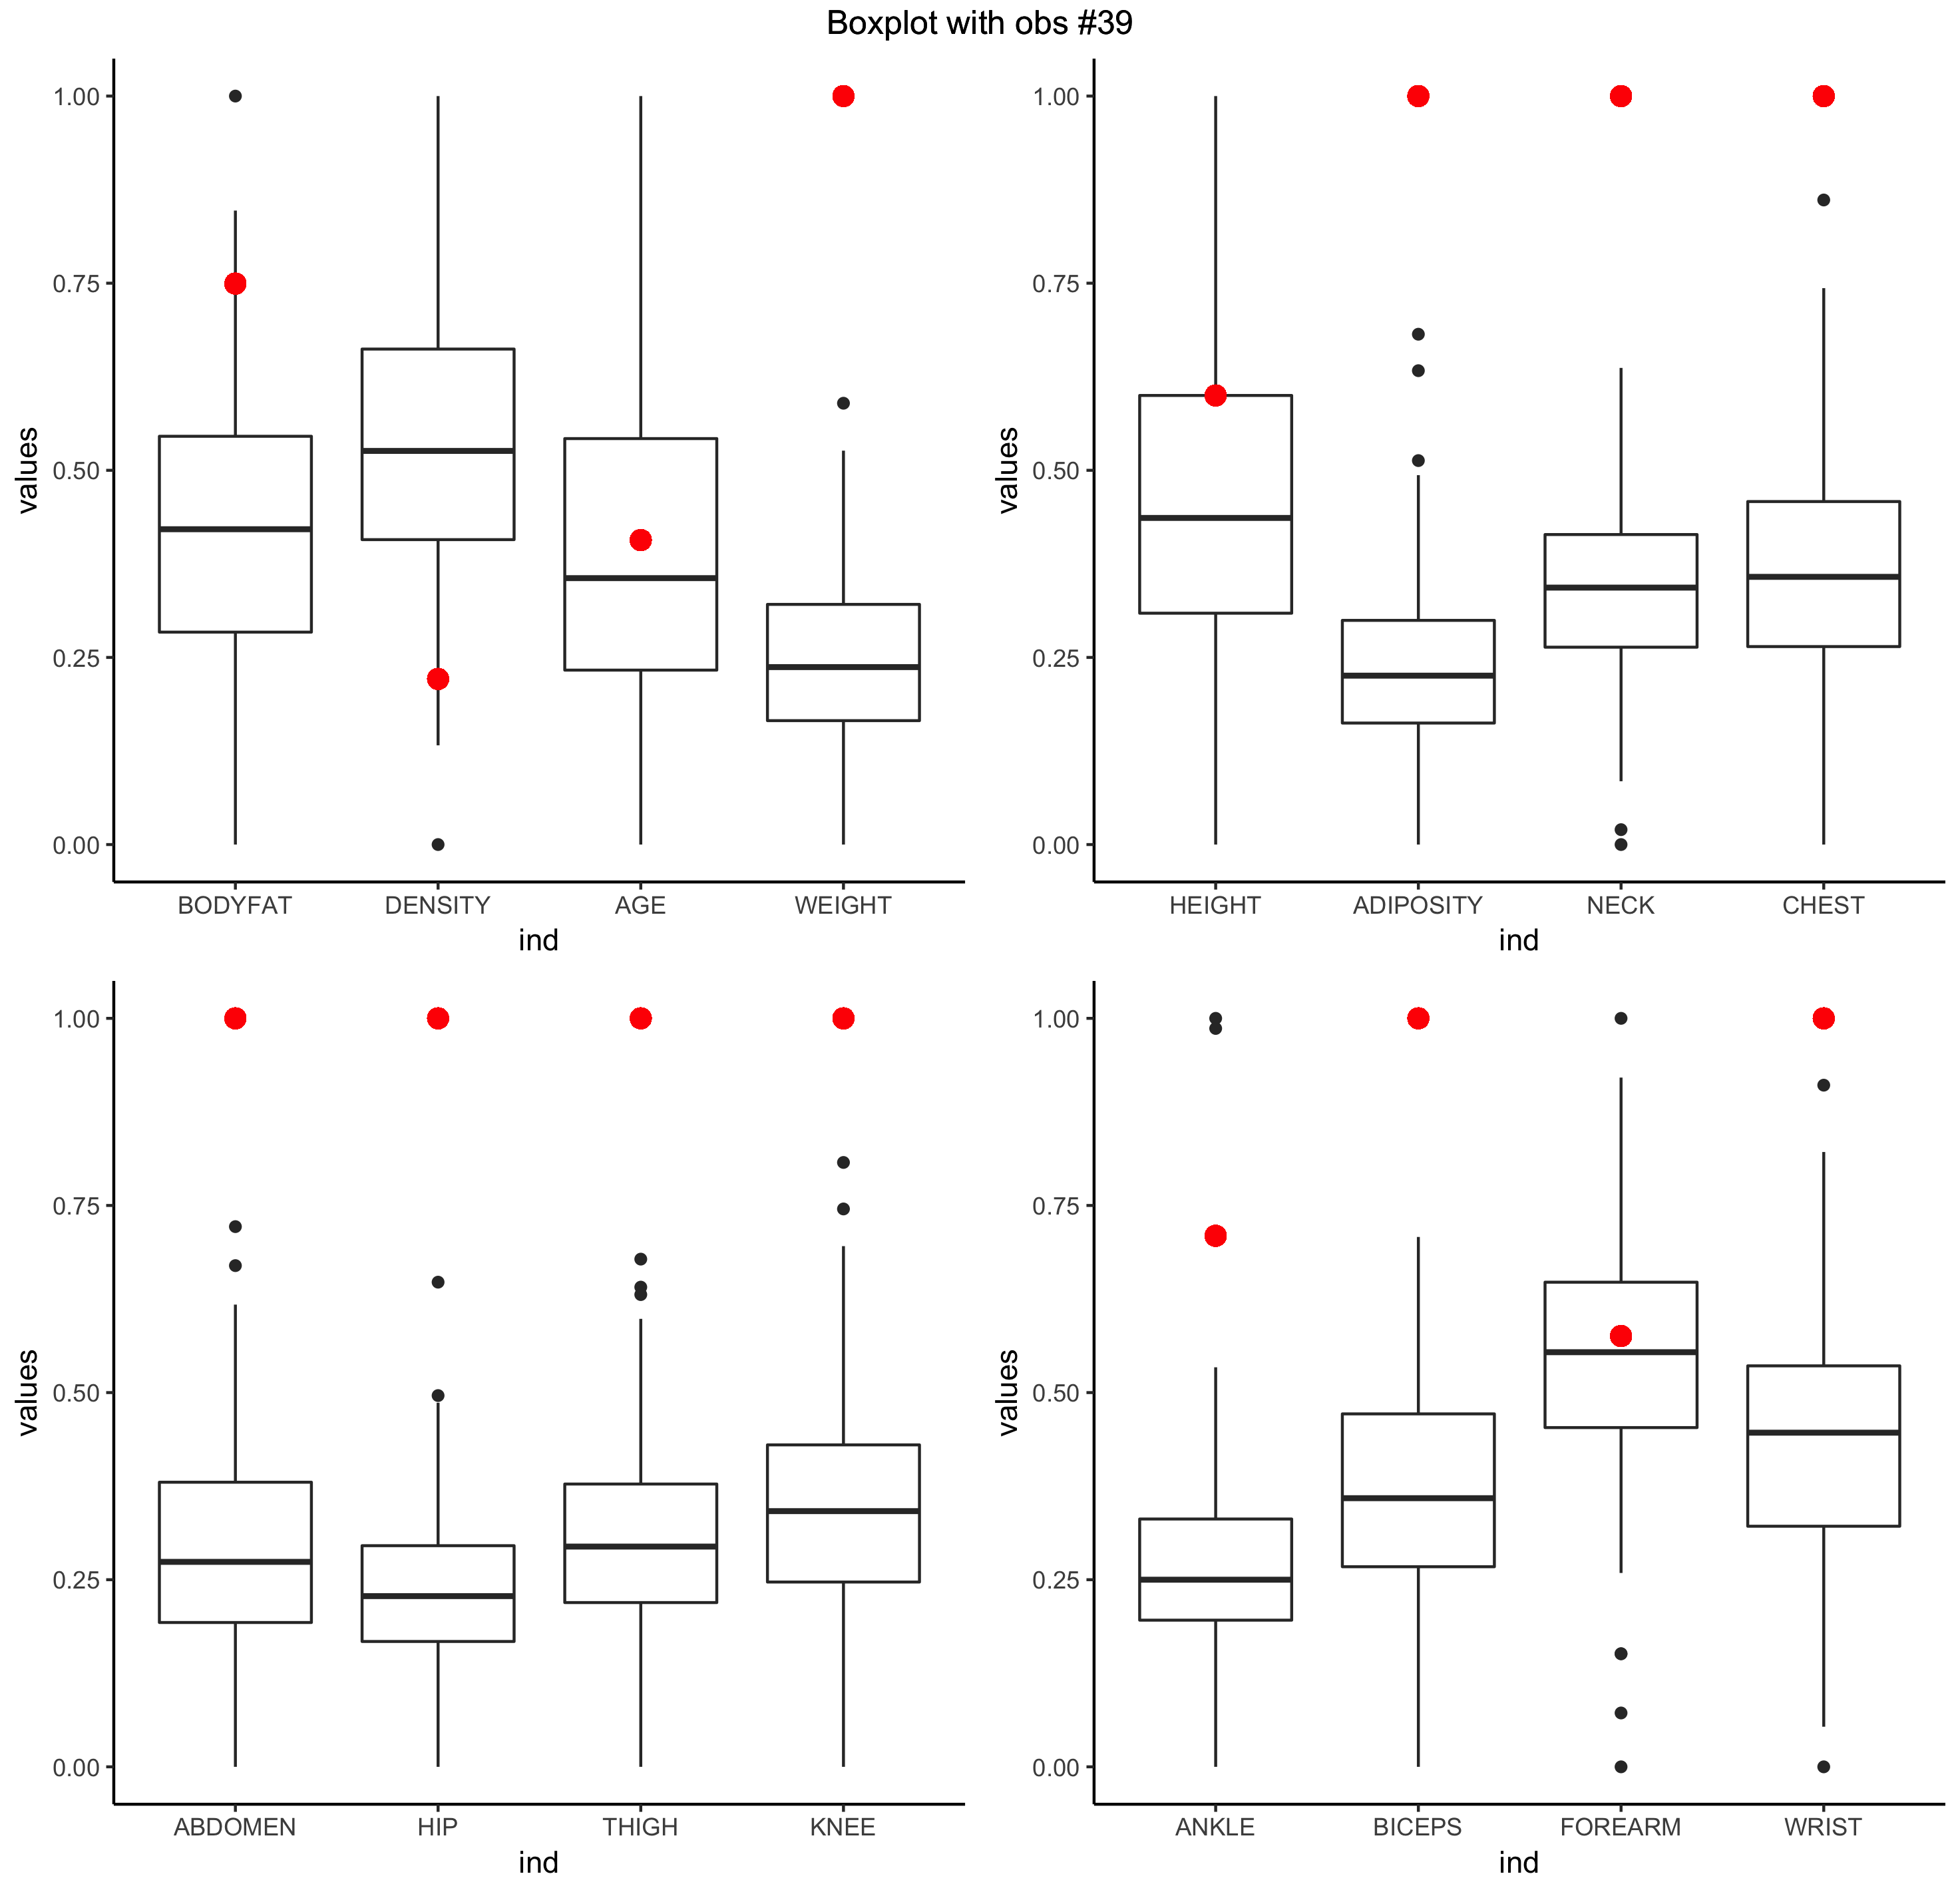 Boxplot with obs #39
values
1.00
0.75
0.50
0.25
0.00
BODYFAT DENSITY AGE WEIGHT
ind
values
1.00
0.75
0.50
0.25
0.00
HEIGHT ADIPOSITY NECK CHEST
ind
values
1.00
0.75
0.50
0.25
0.00
ABDOMEN HIP THIGH KNEE
ind
values
1.00
0.75
0.50
0.25
0.00
ANKLE BICEPS FOREARM WRIST
ind